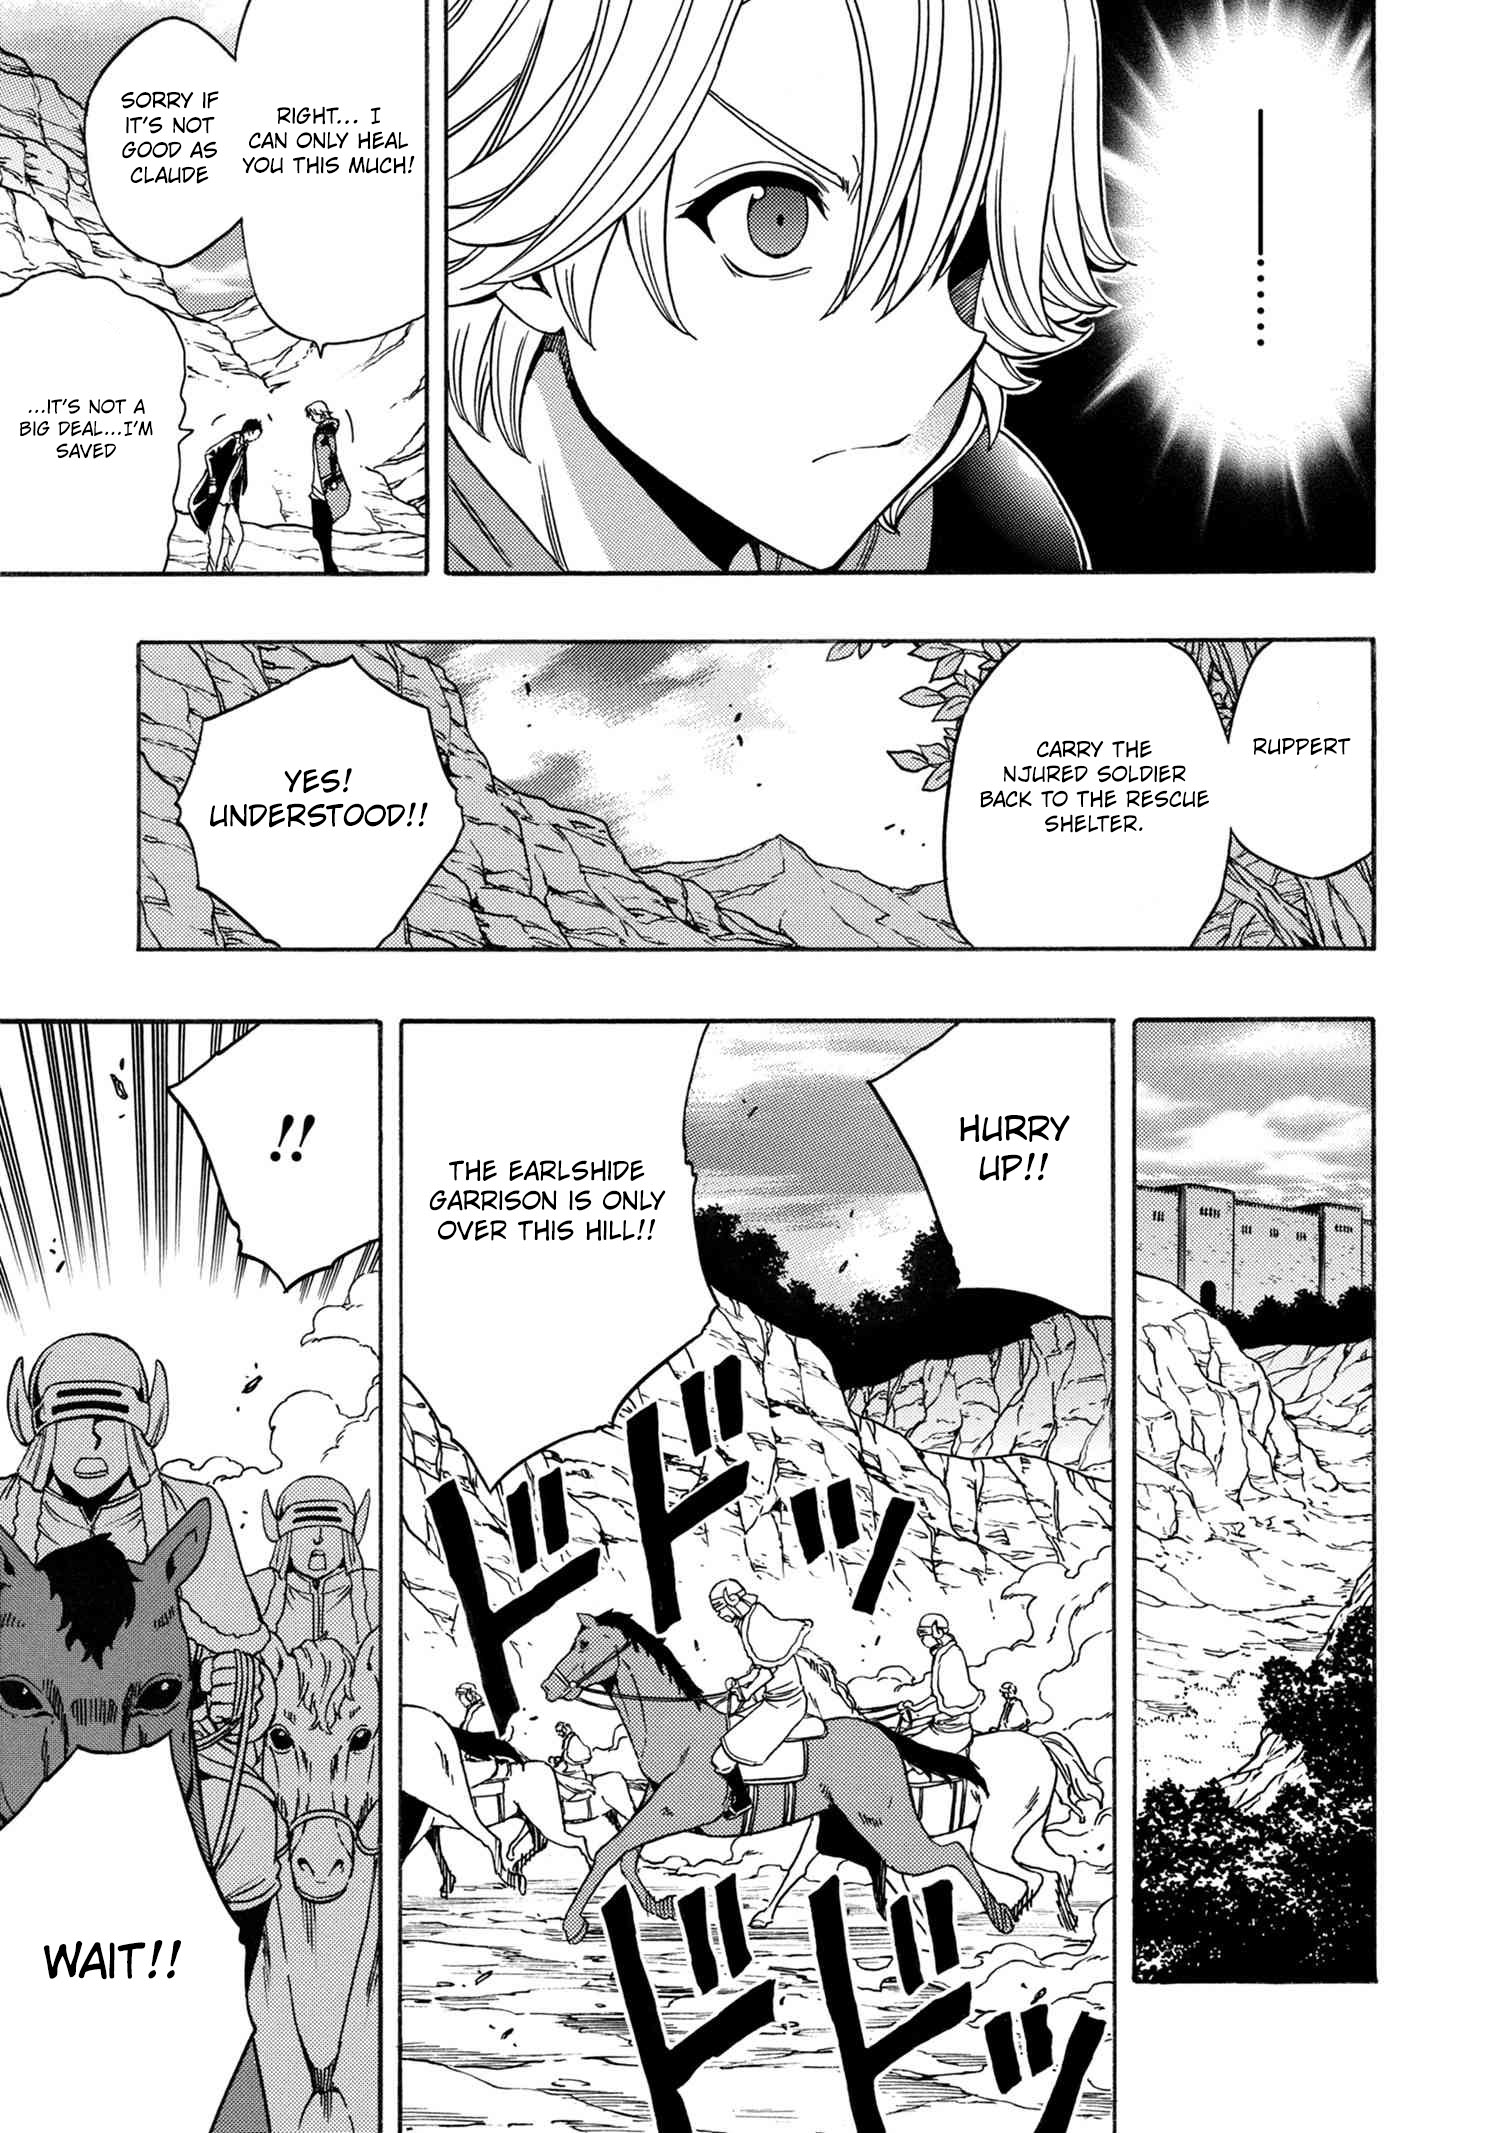 ――………
RIGHT... I
CAN ONLY HEAL
YOU THIS MUCH!
SORRY IF
IT'S NOT
GOOD AS
CLAUDE
...IT'S NOT A
BIG DEAL...I'M
SAVED
RUPPERT
CARRY THE
NJURED SOLDIER
BACK TO THE RESCUE
SHELTER.
YES!
UNDERSTOOD!!
HURRY
UP!!
THE EARLSHIDE
GARRISON IS ONLY
OVER THIS HILL!!
ドドドッ
ドドドッ
!!
WAIT!!